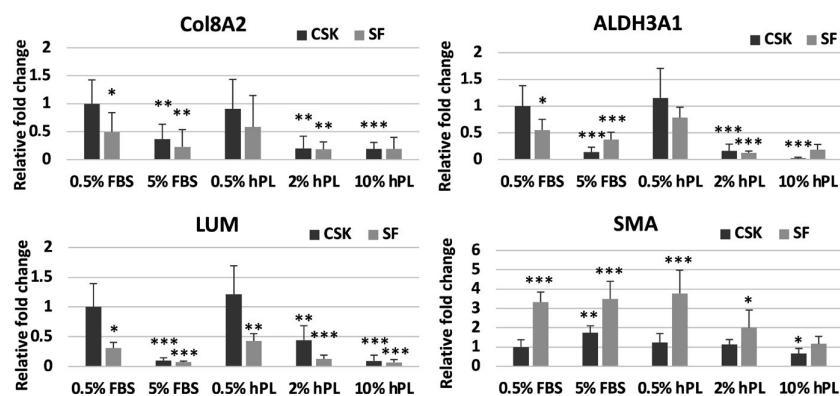 Col8A2
CSK SF
Relative fold change
2
1.5
1
0.5
0
* ** ** ** ** ***
0.5% FBS 5% FBS 0.5% hPL 2% hPL 10% hPL
ALDH3A1
CSK SF
Relative fold change
2
1.5
1
0.5
0
* *** *** *** *** ***
0.5% FBS 5% FBS 0.5% hPL 2% hPL 10% hPL
LUM
CSK SF
Relative fold change
2
1.5
1
0.5
0
* *** *** ** ** *** *** ***
0.5% FBS 5% FBS 0.5% hPL 2% hPL 10% hPL
SMA
CSK SF
Relative fold change
6
5
4
3
2
1
0
*** ** *** *** * *
0.5% FBS 5% FBS 0.5% hPL 2% hPL 10% hPL